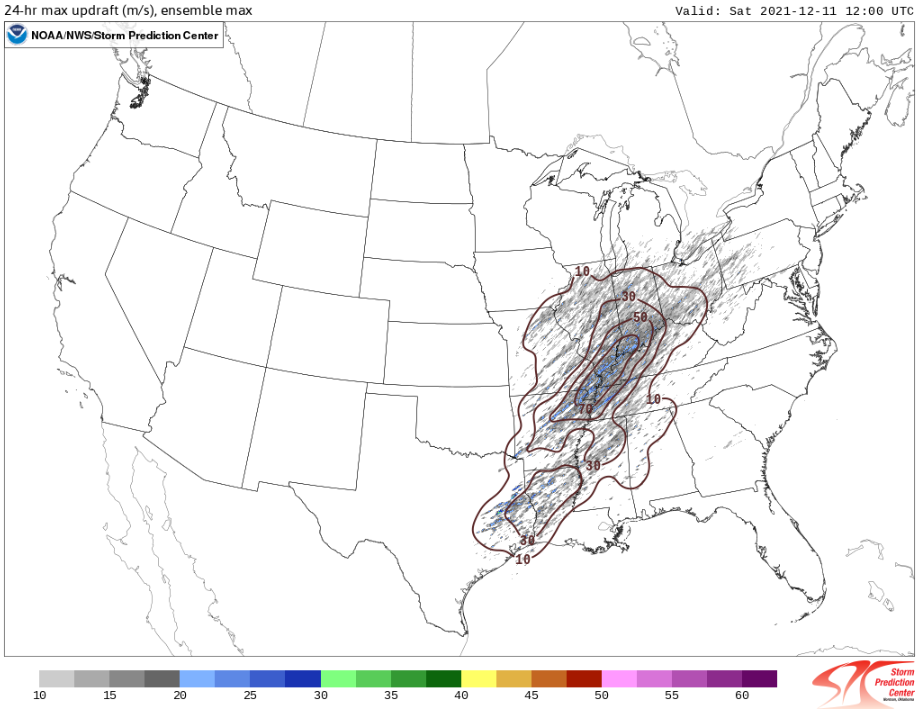 24-hr max updraft (m/s), ensemble max
Valid: Sat 2021-12-11 12:00 UTC
NOAA/NWS/Storm Prediction Center
10
30
50
10
70
30
30
10
10 15 20 25 30 35 40 45 50 55 60
Storm
Prediction
Center
Norman, Oklahoma